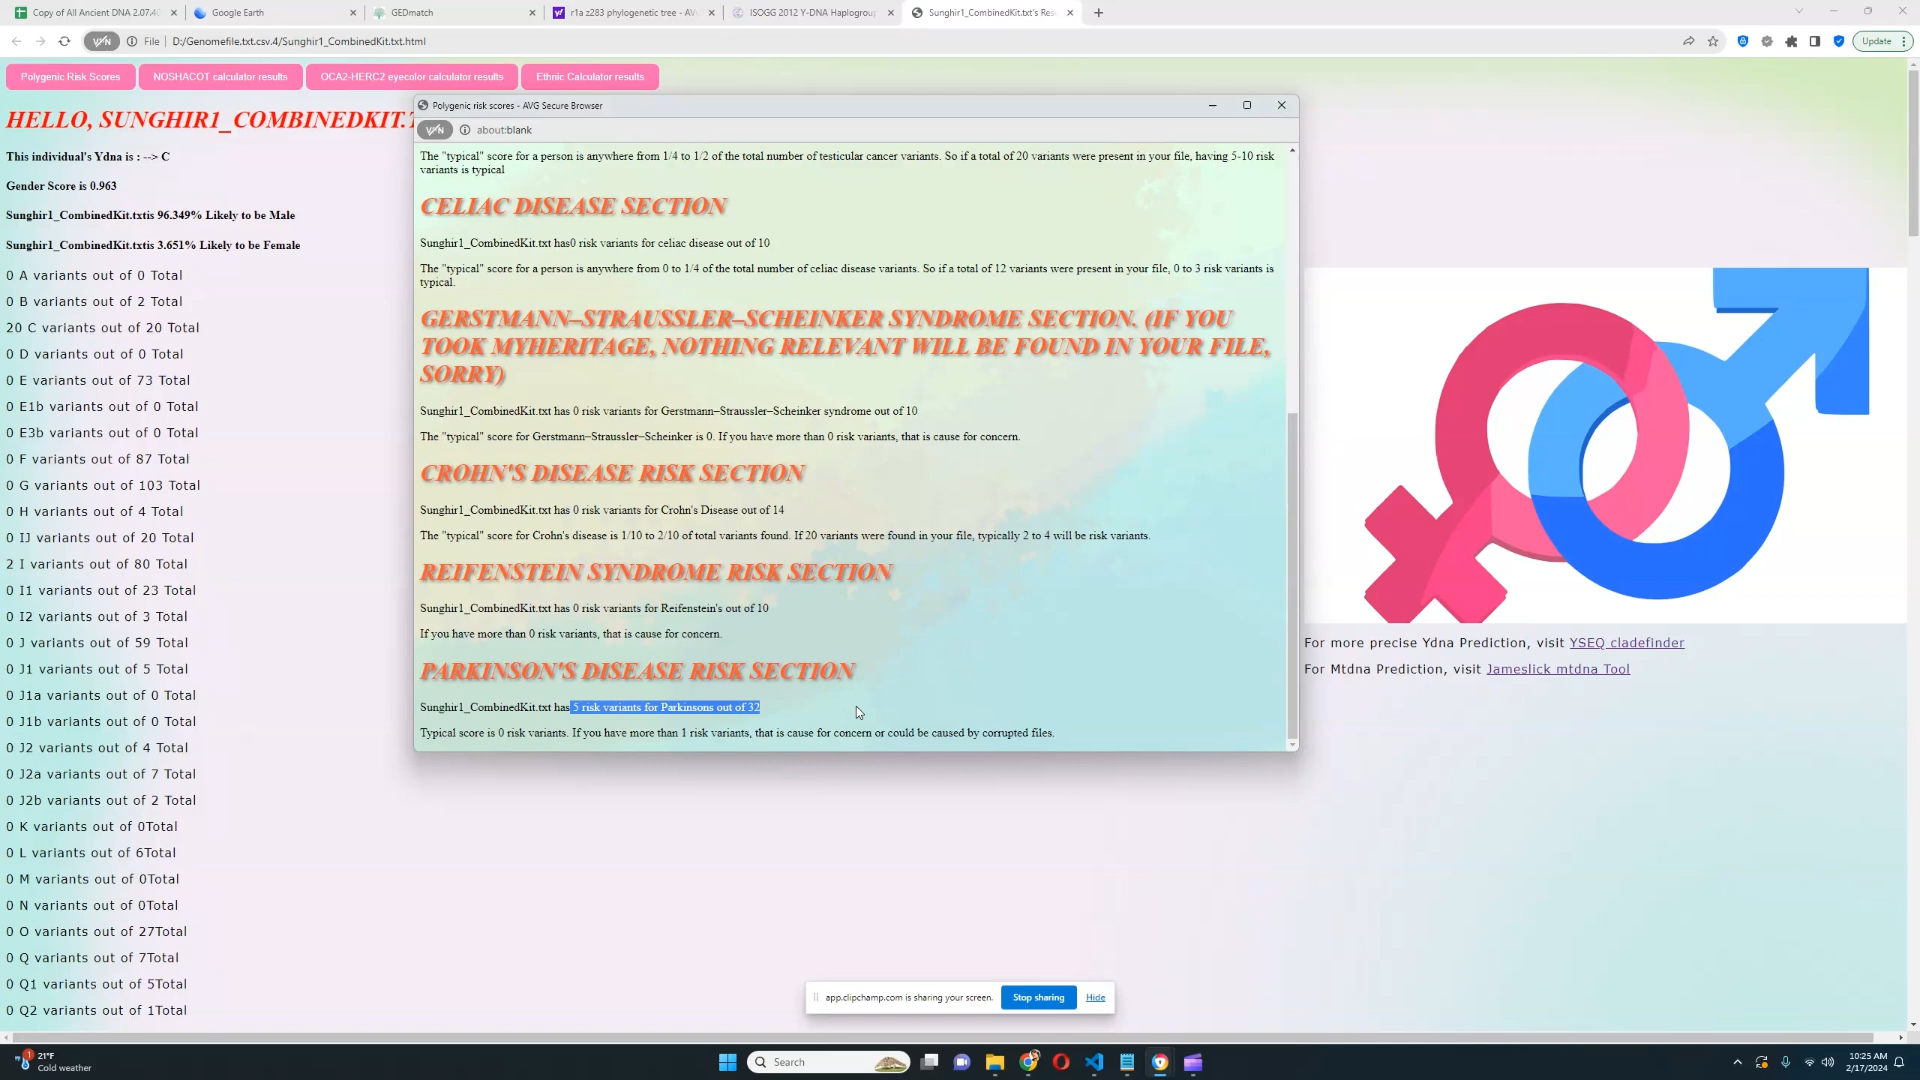 Copy of All Ancient DNA 2.07.40
Google Earth
GEDmatch
r1a z283 phylogenetic tree - AV
ISOGG 2012 Y-DNA Haplogrou
Sunghir1_CombinedKit.txt's Res
VPN
File
D:/Genomefile.txt.csv.4/Sunghir1_CombinedKit.txt.html
Update
Polygenic Risk Scores
NOSHACOT calculator results
OCA2-HERC2 eyecolor calculator results
Ethnic Calculator results
HELLO, SUNGHIR1_COMBINEDKIT.T
This individual's Ydna is : --> C
Gender Score is 0.963
Sunghir1_CombinedKit.txtis 96.349% Likely to be Male
Sunghir1_CombinedKit.txtis 3.651% Likely to be Female
0 A variants out of 0 Total
0 B variants out of 2 Total
20 C variants out of 20 Total
0 D variants out of 0 Total
0 E variants out of 73 Total
0 E1b variants out of 0 Total
0 E3b variants out of 0 Total
0 F variants out of 87 Total
0 G variants out of 103 Total
0 H variants out of 4 Total
0 IJ variants out of 20 Total
2 I variants out of 80 Total
0 I1 variants out of 23 Total
0 I2 variants out of 3 Total
0 J variants out of 59 Total
0 J1 variants out of 5 Total
0 J1a variants out of 0 Total
0 J1b variants out of 0 Total
0 J2 variants out of 4 Total
0 J2a variants out of 7 Total
0 J2b variants out of 2 Total
0 K variants out of 0Total
0 L variants out of 6Total
0 M variants out of 0Total
0 N variants out of 0Total
0 O variants out of 27Total
0 Q variants out of 7Total
0 Q1 variants out of 5Total
0 Q2 variants out of 1Total
Polygenic risk scores - AVG Secure Browser
VPN
about:blank
The "typical" score for a person is anywhere from 1/4 to 1/2 of the total number of testicular cancer variants. So if a total of 20 variants were present in your file, having 5-10 risk
variants is typical
CELIAC DISEASE SECTION
Sunghir1_CombinedKit.txt has0 risk variants for celiac disease out of 10
The "typical" score for a person is anywhere from 0 to 1/4 of the total number of celiac disease variants. So if a total of 12 variants were present in your file, 0 to 3 risk variants is
typical.
GERSTMANN–STRAUSSLER–SCHEINKER SYNDROME SECTION. (IF YOU
TOOK MYHERITAGE, NOTHING RELEVANT WILL BE FOUND IN YOUR FILE,
SORRY)
Sunghir1_CombinedKit.txt has 0 risk variants for Gerstmann–Straussler–Scheinker syndrome out of 10
The "typical" score for Gerstmann–Straussler–Scheinker is 0. If you have more than 0 risk variants, that is cause for concern.
CROHN'S DISEASE RISK SECTION
Sunghir1_CombinedKit.txt has 0 risk variants for Crohn's Disease out of 14
The "typical" score for Crohn's disease is 1/10 to 2/10 of total variants found. If 20 variants were found in your file, typically 2 to 4 will be risk variants.
REIFENSTEIN SYNDROME RISK SECTION
Sunghir1_CombinedKit.txt has 0 risk variants for Reifenstein's out of 10
If you have more than 0 risk variants, that is cause for concern.
PARKINSON'S DISEASE RISK SECTION
Sunghir1_CombinedKit.txt has 5 risk variants for Parkinsons out of 32
Typical score is 0 risk variants. If you have more than 1 risk variants, that is cause for concern or could be caused by corrupted files.
For more precise Ydna Prediction, visit YSEQ cladefinder
For Mtdna Prediction, visit Jameslick mtdna Tool
app.clipchamp.com is sharing your screen.
Stop sharing
Hide
1
21°F
Cold weather
Search
10:25 AM
2/17/2024